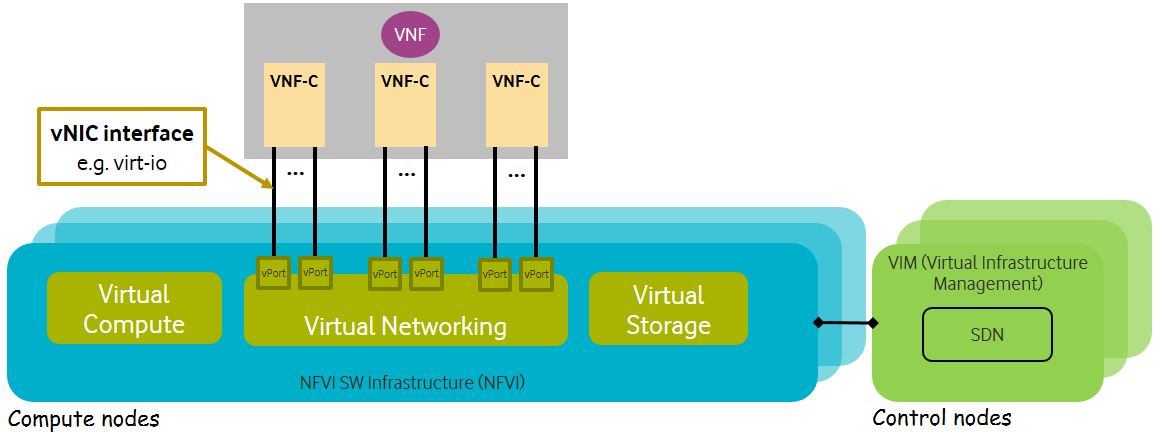 VNF
VNF-C
VNF-C
VNF-C
vNIC interface
e.g. virt-io
...
...
...
vPort
vPort
vPort
vPort
vPort
vPort
Virtual
Compute
Virtual Networking
Virtual
Storage
NFVI SW Infrastructure (NFVI)
VIM (Virtual Infrastructure
Management)
SDN
Compute nodes
Control nodes